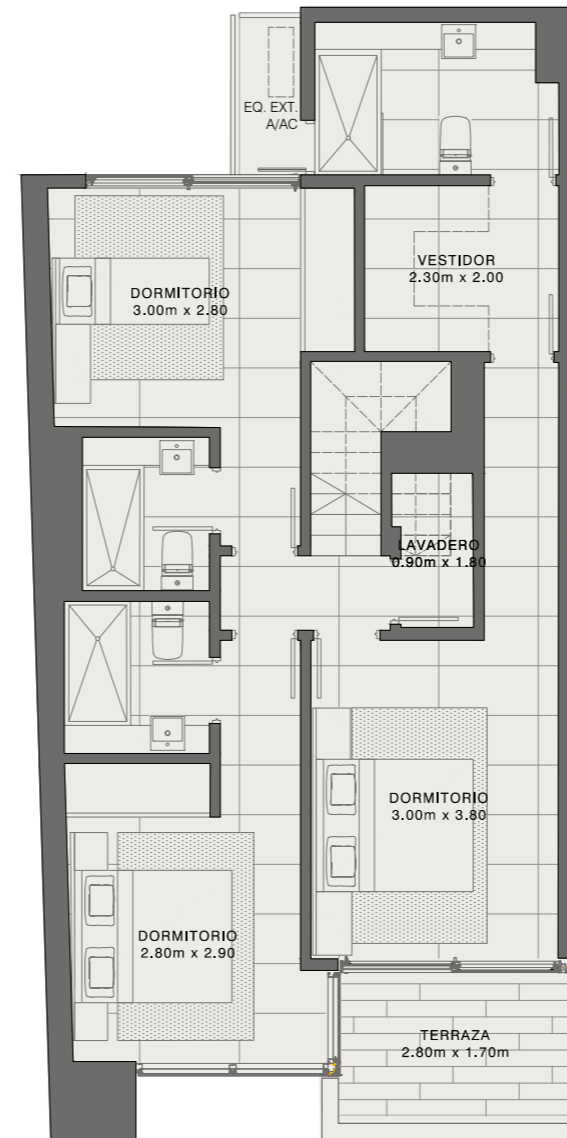 EQ. EXT.
A/AC
VESTIDOR
2.30m x 2.00
DORMITORIO
3.00m x 2.80
LAVADERO
0.90m x 1.80
DORMITORIO
3.00m x 3.80
DORMITORIO
2.80m x 2.90
TERRAZA
2.80m x 1.70m